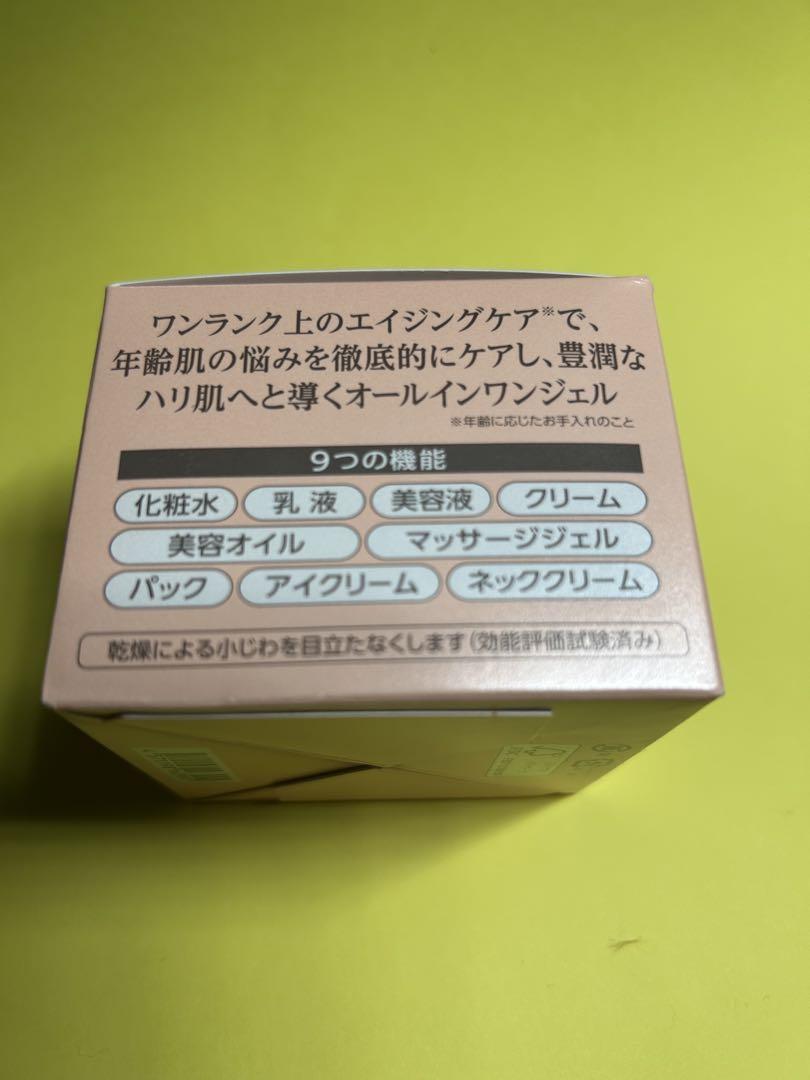 ワンランク上のエイジングケア※で、
年齢肌の悩みを徹底的にケアし、豊潤な
ハリ肌へと導くオールインワンジェル
※年齢に応じたお手入れのこと
9つの機能
化粧水 乳液 美容液 クリーム
美容オイル マッサージジェル
パック アイクリーム ネッククリーム
乾燥による小じわを目立たなくします(効能評価試験済み)